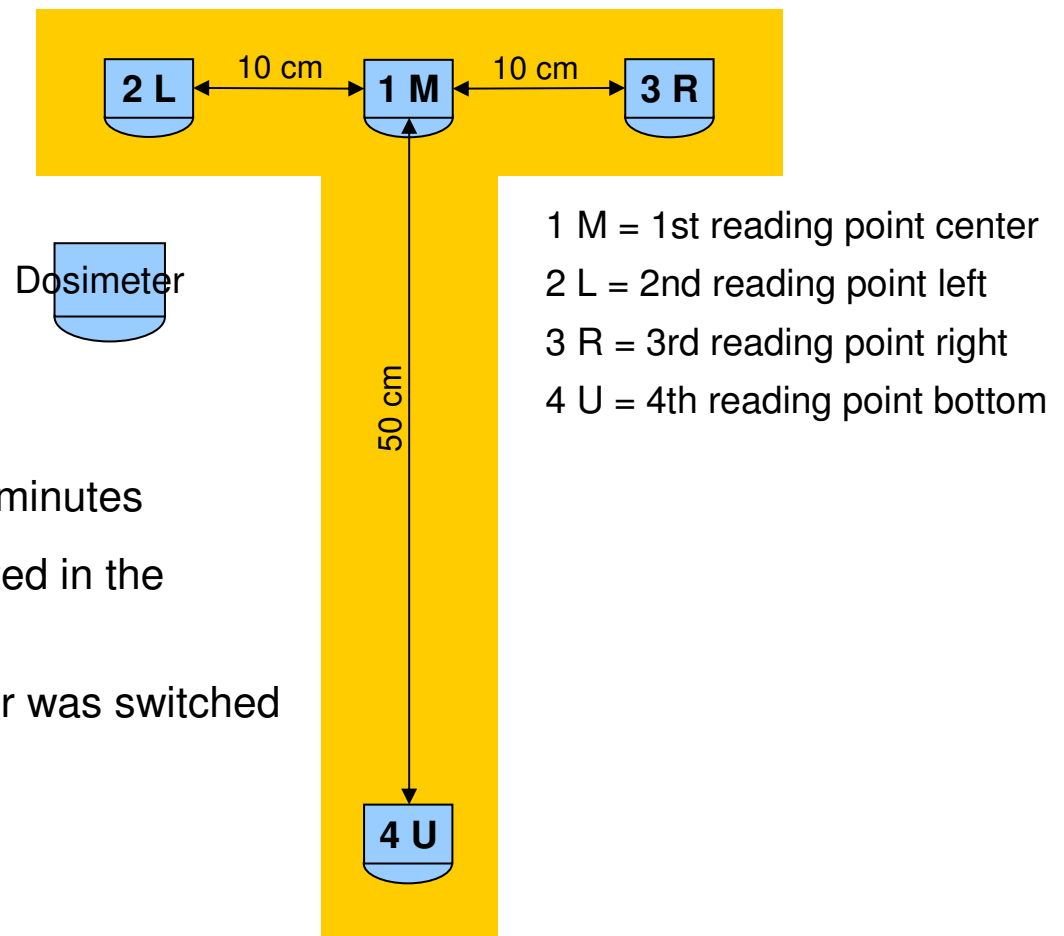 10 cm
10 cm
2 L
1 M
3 R
1 M = 1st reading point center
2 L = 2nd reading point left
3 R = 3rd reading point right
4 U = 4th reading point bottom
Dosimeter
50 cm
minutes
ed in the
r was switched
4 U